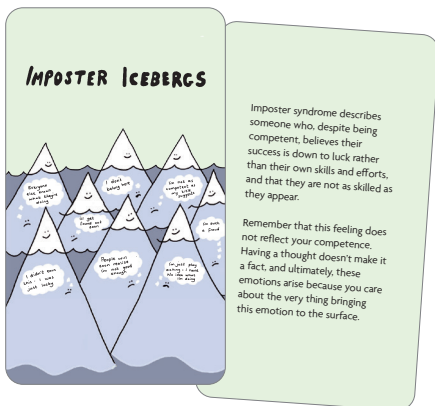 IMPOSTER ICEBERGS
Everyone
else knows
what they're
doing
I don't
belong here
I'm not as
competent as
my title
suggests
I'll get
found out
soon
I'm such
a fraud
I didn't earn
this - I was
just lucky
People will
soon realise
I'm not good
enough
I'm just play
acting - I have
no idea what
I'm doing
Imposter syndrome describes
someone who, despite being
competent, believes their
success is down to luck rather
than their own skills and efforts,
and that they are not as skilled as
they appear.
Remember that this feeling does
not reflect your competence.
Having a thought doesn't make it
a fact, and ultimately, these
emotions arise because you care
about the very thing bringing
this emotion to the surface.